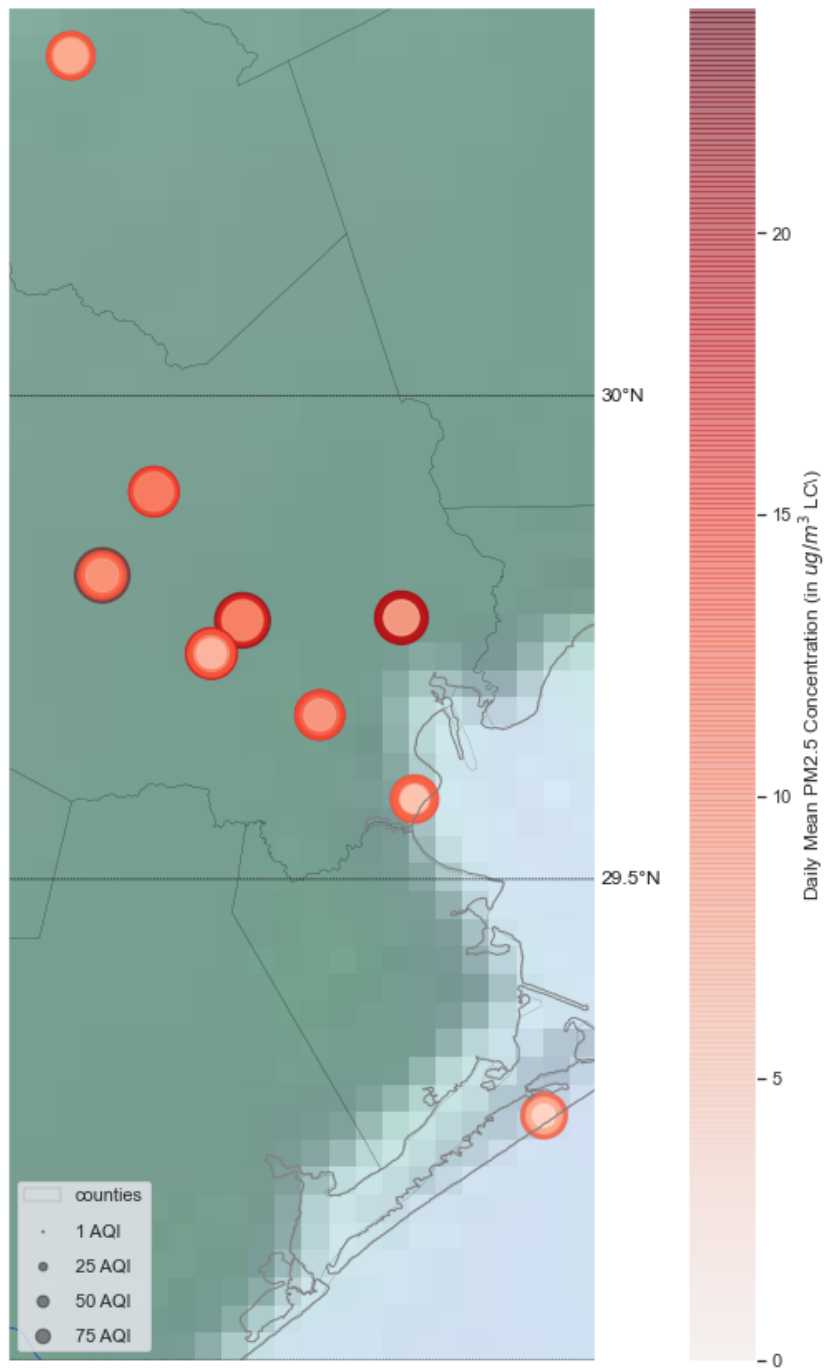 20
30°N
15
10
29.5°N
5
0
Daily Mean PM2.5 Concentration (in ug/m³ LC\)
counties
1 AQI
25 AQI
50 AQI
75 AQI